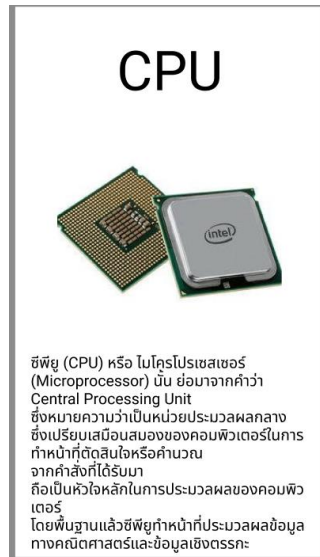 CPU
intel
ซีพียู (CPU) หรือ ไมโครโปรเซสเซอร์
(Microprocessor) นั้น ย่อมาจากคำว่า
Central Processing Unit
ซึ่งหมายความว่าเป็นหน่วยประมวลผลกลาง
ซึ่งเปรียบเสมือนสมองของคอมพิวเตอร์ในการ
ทำหน้าที่ตัดสินใจหรือคำนวณ
จากคำสั่งที่ได้รับมา
ถือเป็นหัวใจหลักในการประมวลผลของคอมพิว
เตอร์
โดยพื้นฐานแล้วซีพียูทำหน้าที่ประมวลผลข้อมูล
ทางคณิตศาสตร์และข้อมูลเชิงตรรกะ